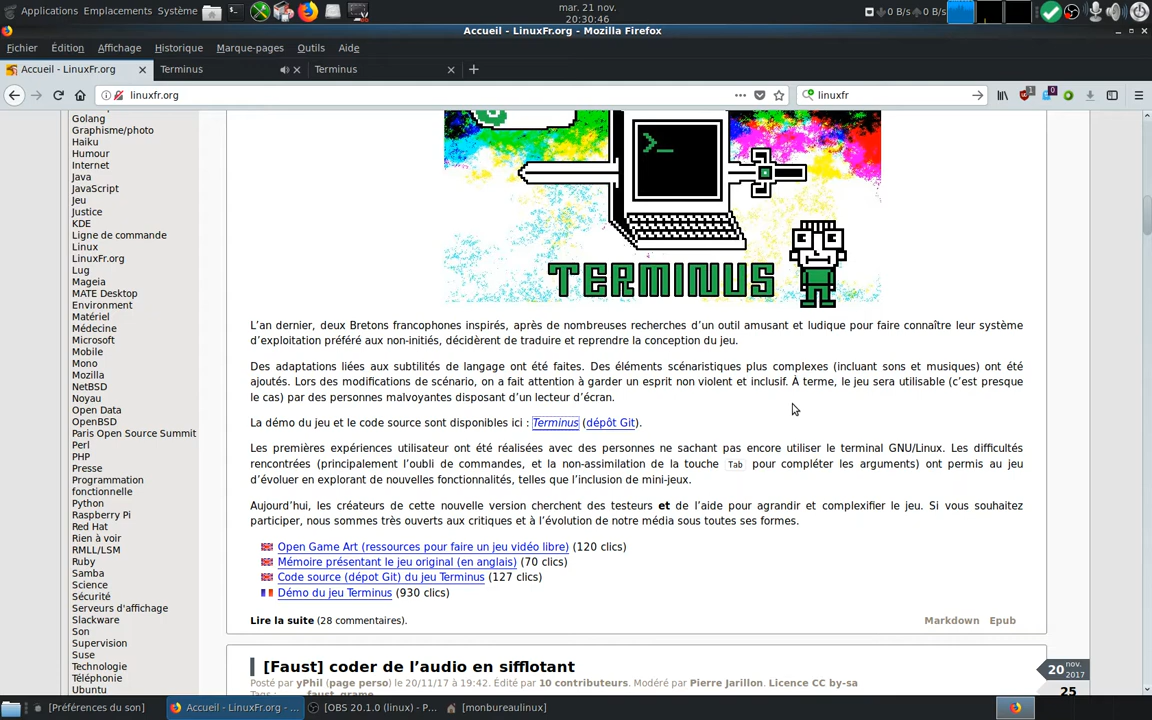 Applications Emplacements Système
mar. 21 nov.
20:30:46
0 B/s 0 B/s
Accueil - LinuxFr.org - Mozilla Firefox
Fichier Édition Affichage Historique Marque-pages Outils Aide
Accueil - LinuxFr.org Terminus Terminus
linuxfr.org
linuxfr
1
0
Golang
Graphisme/photo
Haiku
Humour
Internet
Java
JavaScript
Jeu
Justice
KDE
Ligne de commande
Linux
LinuxFr.org
Lug
Mageia
MATE Desktop
Environment
Matériel
Médecine
Microsoft
Mobile
Mono
Mozilla
NetBSD
Noyau
Open Data
OpenBSD
Paris Open Source Summit
Perl
PHP
Presse
Programmation
fonctionnelle
Python
Raspberry Pi
Red Hat
Rien à voir
RMLL/LSM
Ruby
Samba
Science
Sécurité
Serveurs d'affichage
Slackware
Son
Supervision
Suse
Technologie
Téléphonie
Ubuntu
>_
TERMINUS
L’an dernier, deux Bretons francophones inspirés, après de nombreuses recherches d’un outil amusant et ludique pour faire connaître leur système
d’exploitation préféré aux non-initiés, décidèrent de traduire et reprendre la conception du jeu.
Des adaptations liées aux subtilités de langage ont été faites. Des éléments scénaristiques plus complexes (incluant sons et musiques) ont été
ajoutés. Lors des modifications de scénario, on a fait attention à garder un esprit non violent et inclusif. À terme, le jeu sera utilisable (c’est presque
le cas) par des personnes malvoyantes disposant d’un lecteur d’écran.
La démo du jeu et le code source sont disponibles ici : Terminus (dépôt Git).
Les premières expériences utilisateur ont été réalisées avec des personnes ne sachant pas encore utiliser le terminal GNU/Linux. Les difficultés
rencontrées (principalement l’oubli de commandes, et la non-assimilation de la touche Tab pour compléter les arguments) ont permis au jeu
d’évoluer en explorant de nouvelles fonctionnalités, telles que l’inclusion de mini-jeux.
Aujourd’hui, les créateurs de cette nouvelle version cherchent des testeurs et de l’aide pour agrandir et complexifier le jeu. Si vous souhaitez
participer, nous sommes très ouverts aux critiques et à l’évolution de notre média sous toutes ses formes.
Open Game Art (ressources pour faire un jeu vidéo libre) (120 clics)
Mémoire présentant le jeu original (en anglais) (70 clics)
Code source (dépot Git) du jeu Terminus (127 clics)
Démo du jeu Terminus (930 clics)
Lire la suite (28 commentaires).
Markdown Epub
[Faust] coder de l’audio en sifflotant
20 nov. 2017
Posté par yPhil (page perso) le 20/11/17 à 19:42. Édité par 10 contributeurs. Modéré par Pierre Jarillon. Licence CC by-sa
Tags : faust, grame
25
[Préférences du son] Accueil - LinuxFr.org - ... [OBS 20.1.0 (linux) - P... [monbureaulinux]